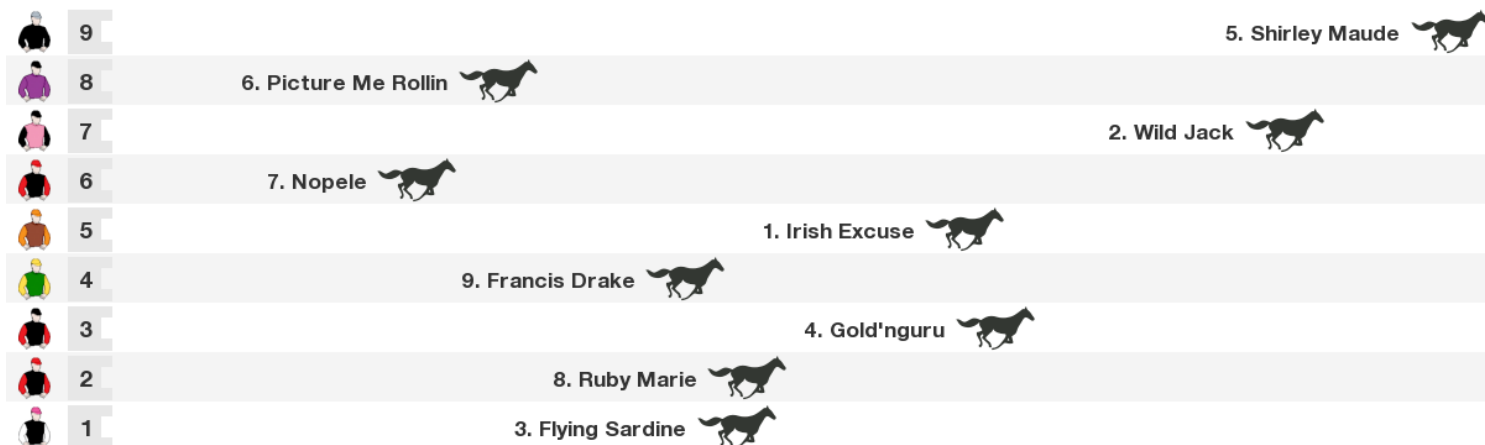 9 5. Shirley Maude
8 6. Picture Me Rollin
7 2. Wild Jack
6 7. Nopele
5 1. Irish Excuse
4 9. Francis Drake
3 4. Gold'nguru
2 8. Ruby Marie
1 3. Flying Sardine